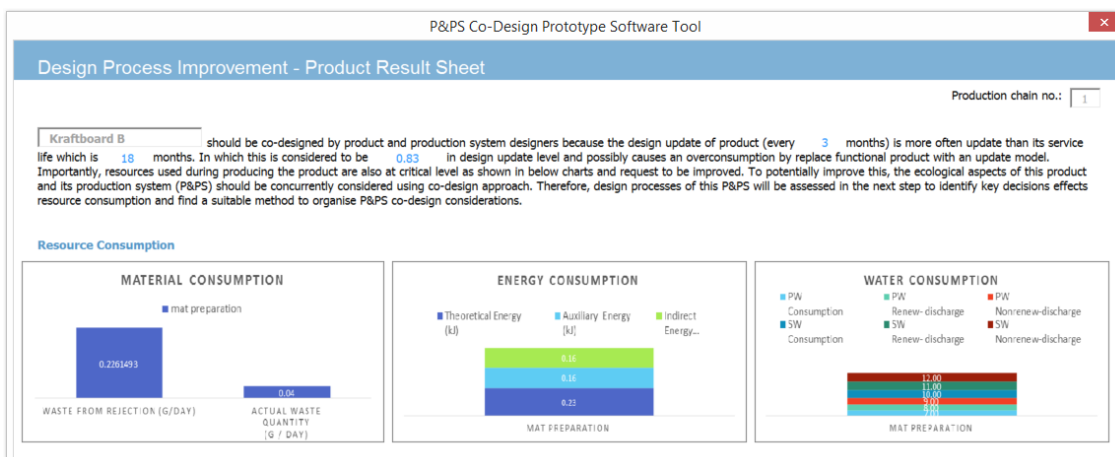 P&PS Co-Design Prototype Software Tool
×
Design Process Improvement - Product Result Sheet
Production chain no.: 1
Kraftboard B should be co-designed by product and production system designers because the design update of product (every 3 months) is more often update than its service
life which is 18 months. In which this is considered to be 0.83 in design update level and possibly causes an overconsumption by replace functional product with an update model.
Importantly, resources used during producing the product are also at critical level as shown in below charts and request to be improved. To potentially improve this, the ecological aspects of this product
and its production system (P&PS) should be concurrently considered using co-design approach. Therefore, design processes of this P&PS will be assessed in the next step to identify key decisions effects
resource consumption and find a suitable method to organise P&PS co-design considerations.
Resource Consumption
MATERIAL CONSUMPTION
mat preparation
0.2261493
0.04
WASTE FROM REJECTION (G/DAY)
ACTUAL WASTE
QUANTITY
(G / DAY)
ENERGY CONSUMPTION
Theoretical Energy
(kJ)
Auxiliary Energy
(kJ)
Indirect
Energy...
0.16
0.16
0.23
MAT PREPARATION
WATER CONSUMPTION
PW
Consumption
PW
Renew- discharge
PW
Nonrenew-discharge
SW
Consumption
SW
Renew- discharge
SW
Nonrenew-discharge
12.00
11.00
10.00
9.00
8.00
7.00
MAT PREPARATION